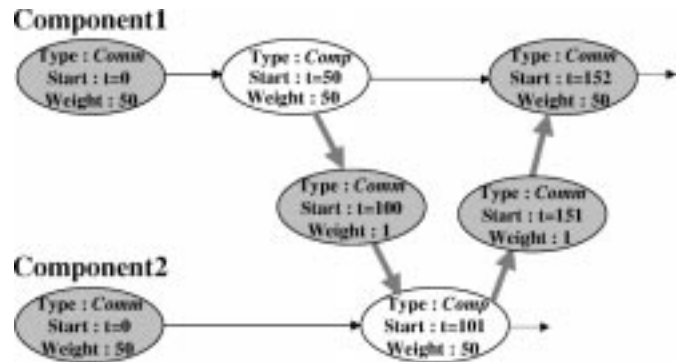 Component1
Type : Comm
Start : t=0
Weight : 50
Type : Comp
Start : t=50
Weight : 50
Type : Comm
Start : t=152
Weight : 50
Type : Comm
Start : t=100
Weight : 1
Type : Comm
Start : t=151
Weight : 1
Component2
Type : Comm
Start : t=0
Weight : 50
Type : Comp
Start : t=101
Weight : 50